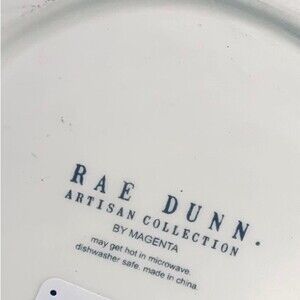 RAE DUNN.
ARTISAN COLLECTION
BY MAGENTA
may get hot in microwave.
dishwasher safe. made in china.